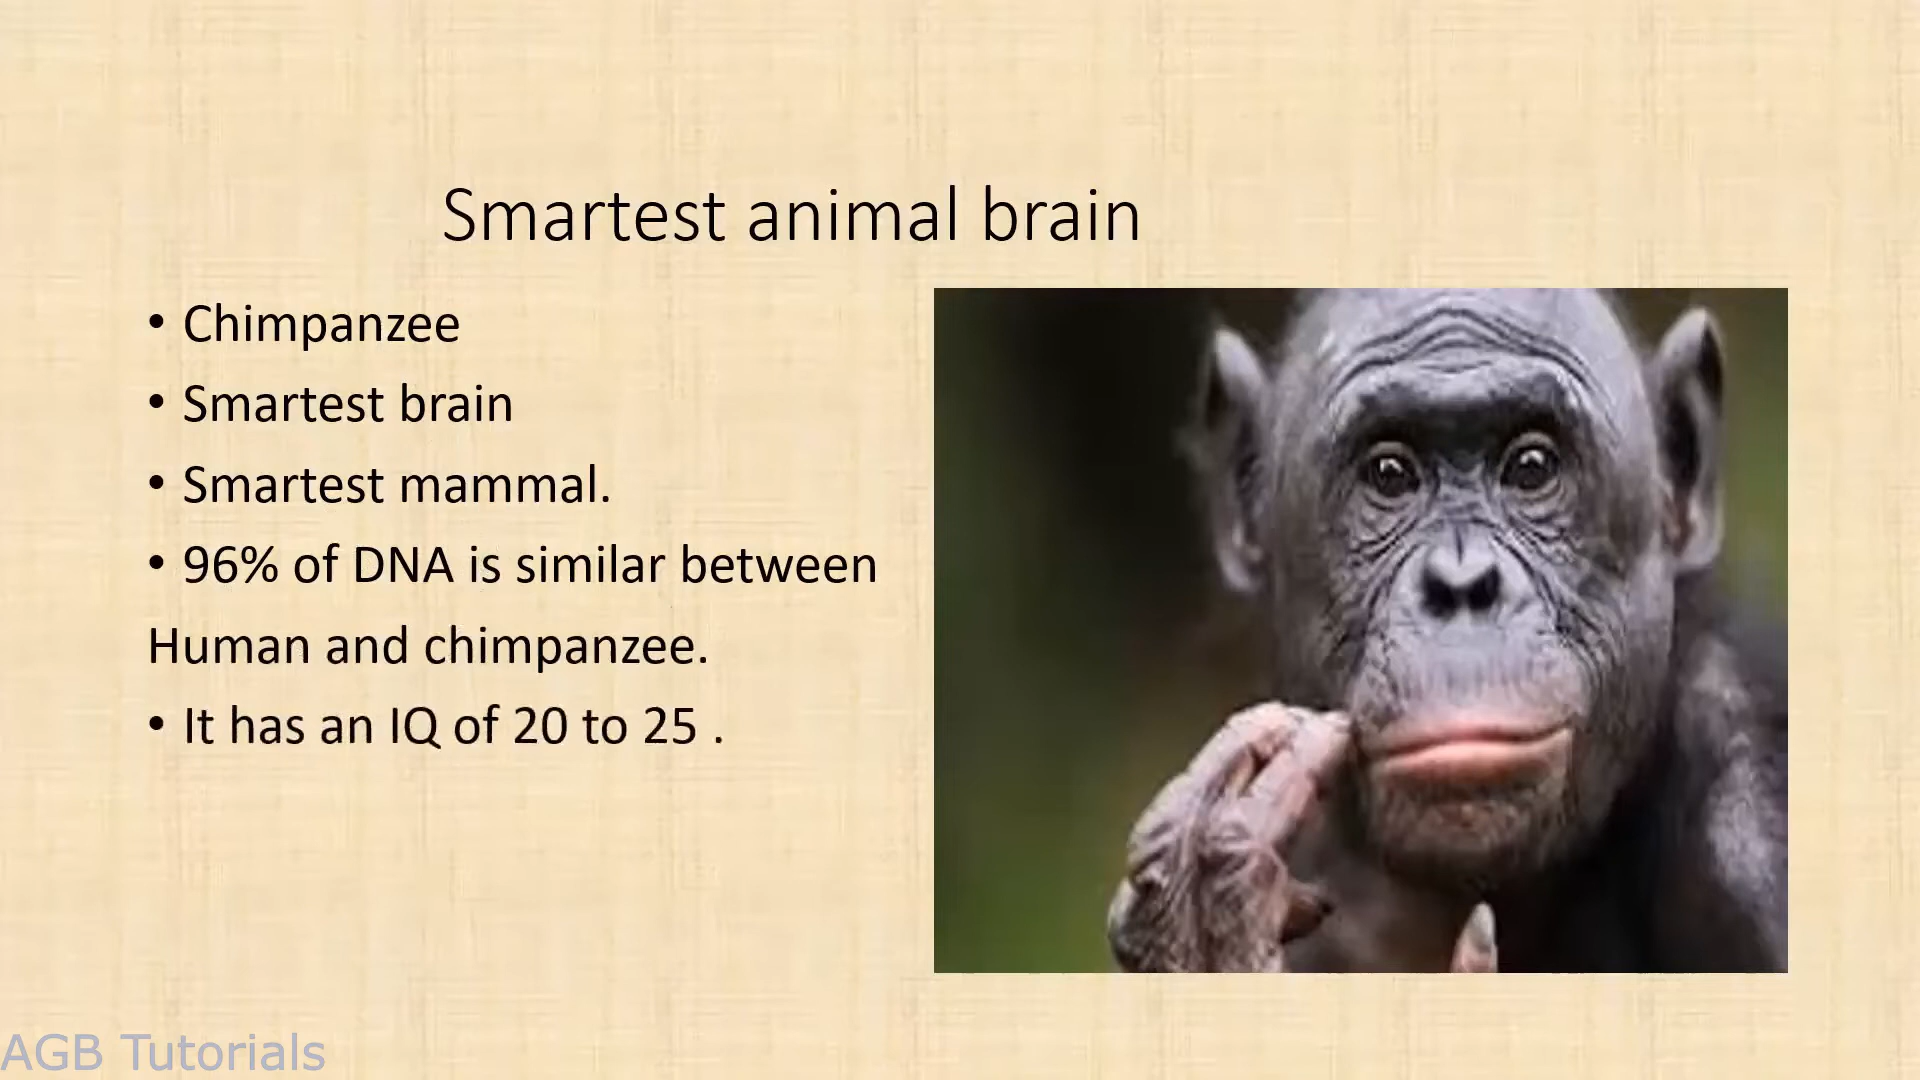 Smartest animal brain
• Chimpanzee
• Smartest brain
• Smartest mammal.
• 96% of DNA is similar between
Human and chimpanzee.
• It has an IQ of 20 to 25 .
AGB Tutorials